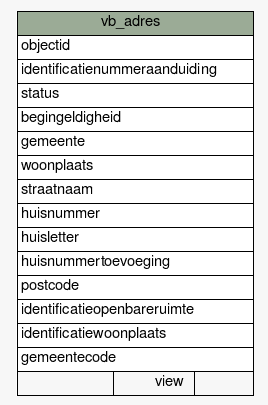 vb_adres
objectid
identificatienummeraanduiding
status
begingeldigheid
gemeente
woonplaats
straatnaam
huisnummer
huisletter
huisnummertoevoeging
postcode
identificatieopenbareruimte
identificatiewoonplaats
gemeentecode
view